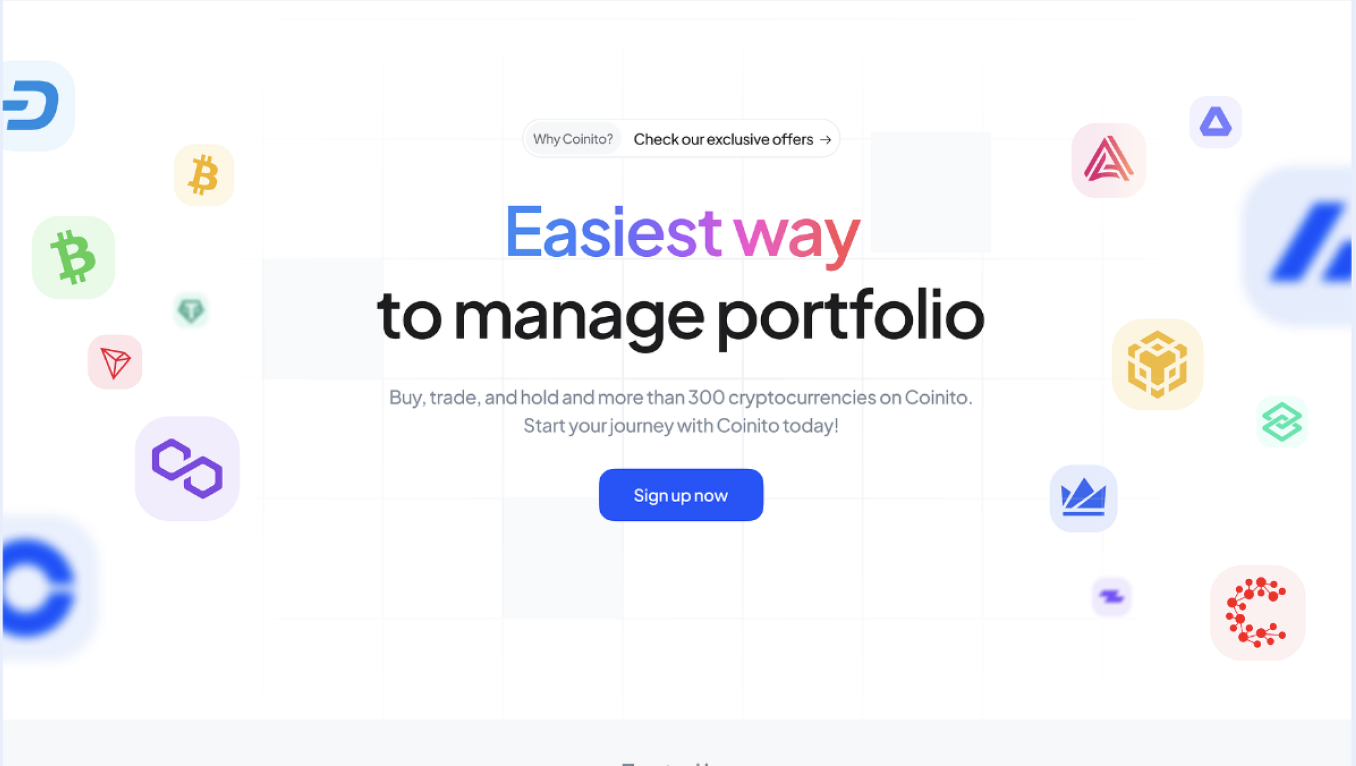 Why Coinito? Check our exclusive offers →
Easiest way
to manage portfolio
Buy, trade, and hold and more than 300 cryptocurrencies on Coinito.
Start your journey with Coinito today!
Sign up now